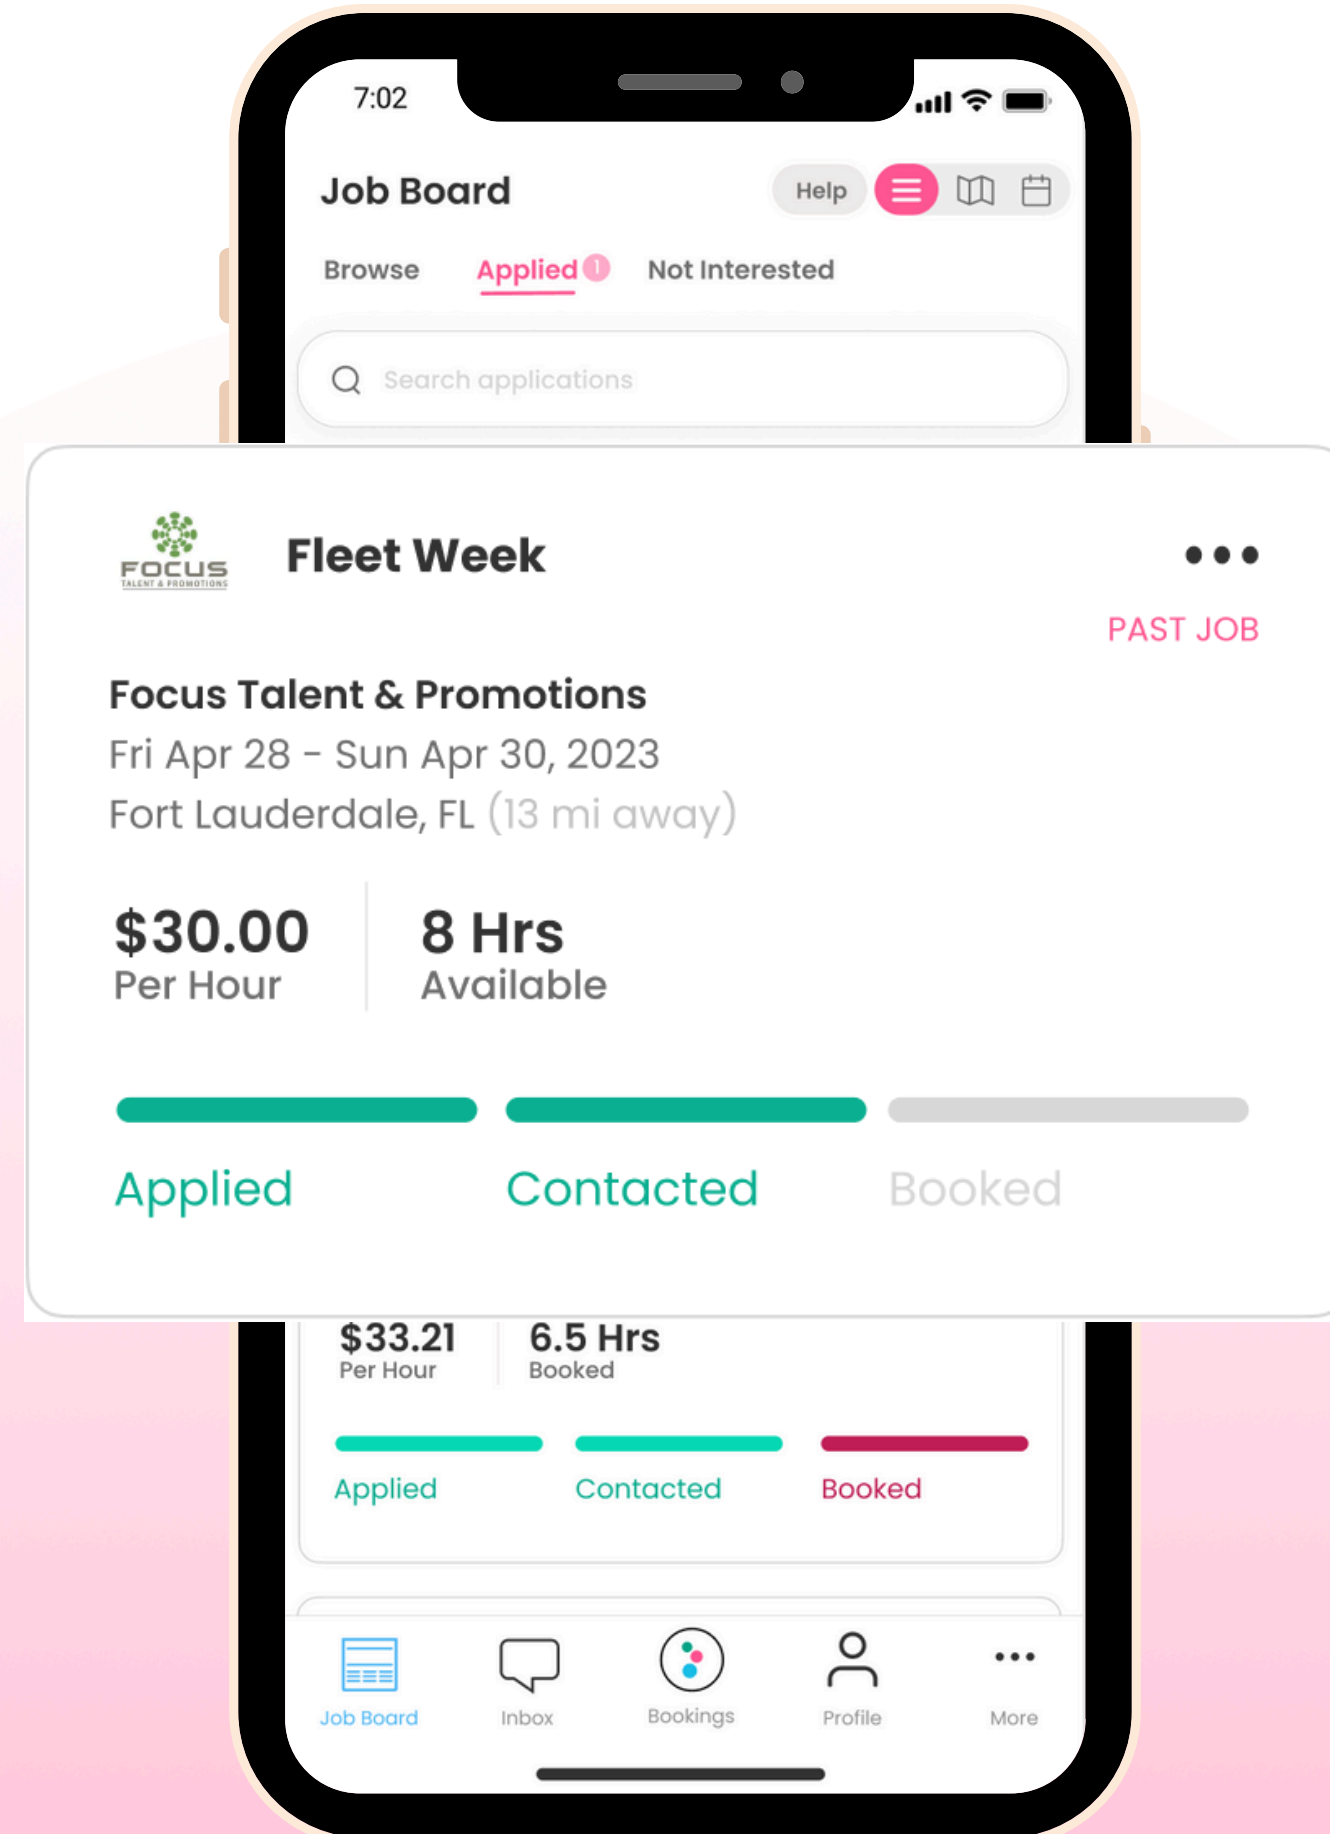 7:02
Job Board
Help
Browse
Applied 1
Not Interested
Search applications
FOCUS
TALENT & PROMOTIONS
Fleet Week
PAST JOB
Focus Talent & Promotions
Fri Apr 28 - Sun Apr 30, 2023
Fort Lauderdale, FL (13 mi away)
$30.00
Per Hour
8 Hrs
Available
Applied
Contacted
Booked
$33.21
Per Hour
6.5 Hrs
Booked
Applied
Contacted
Booked
Job Board
Inbox
Bookings
Profile
More